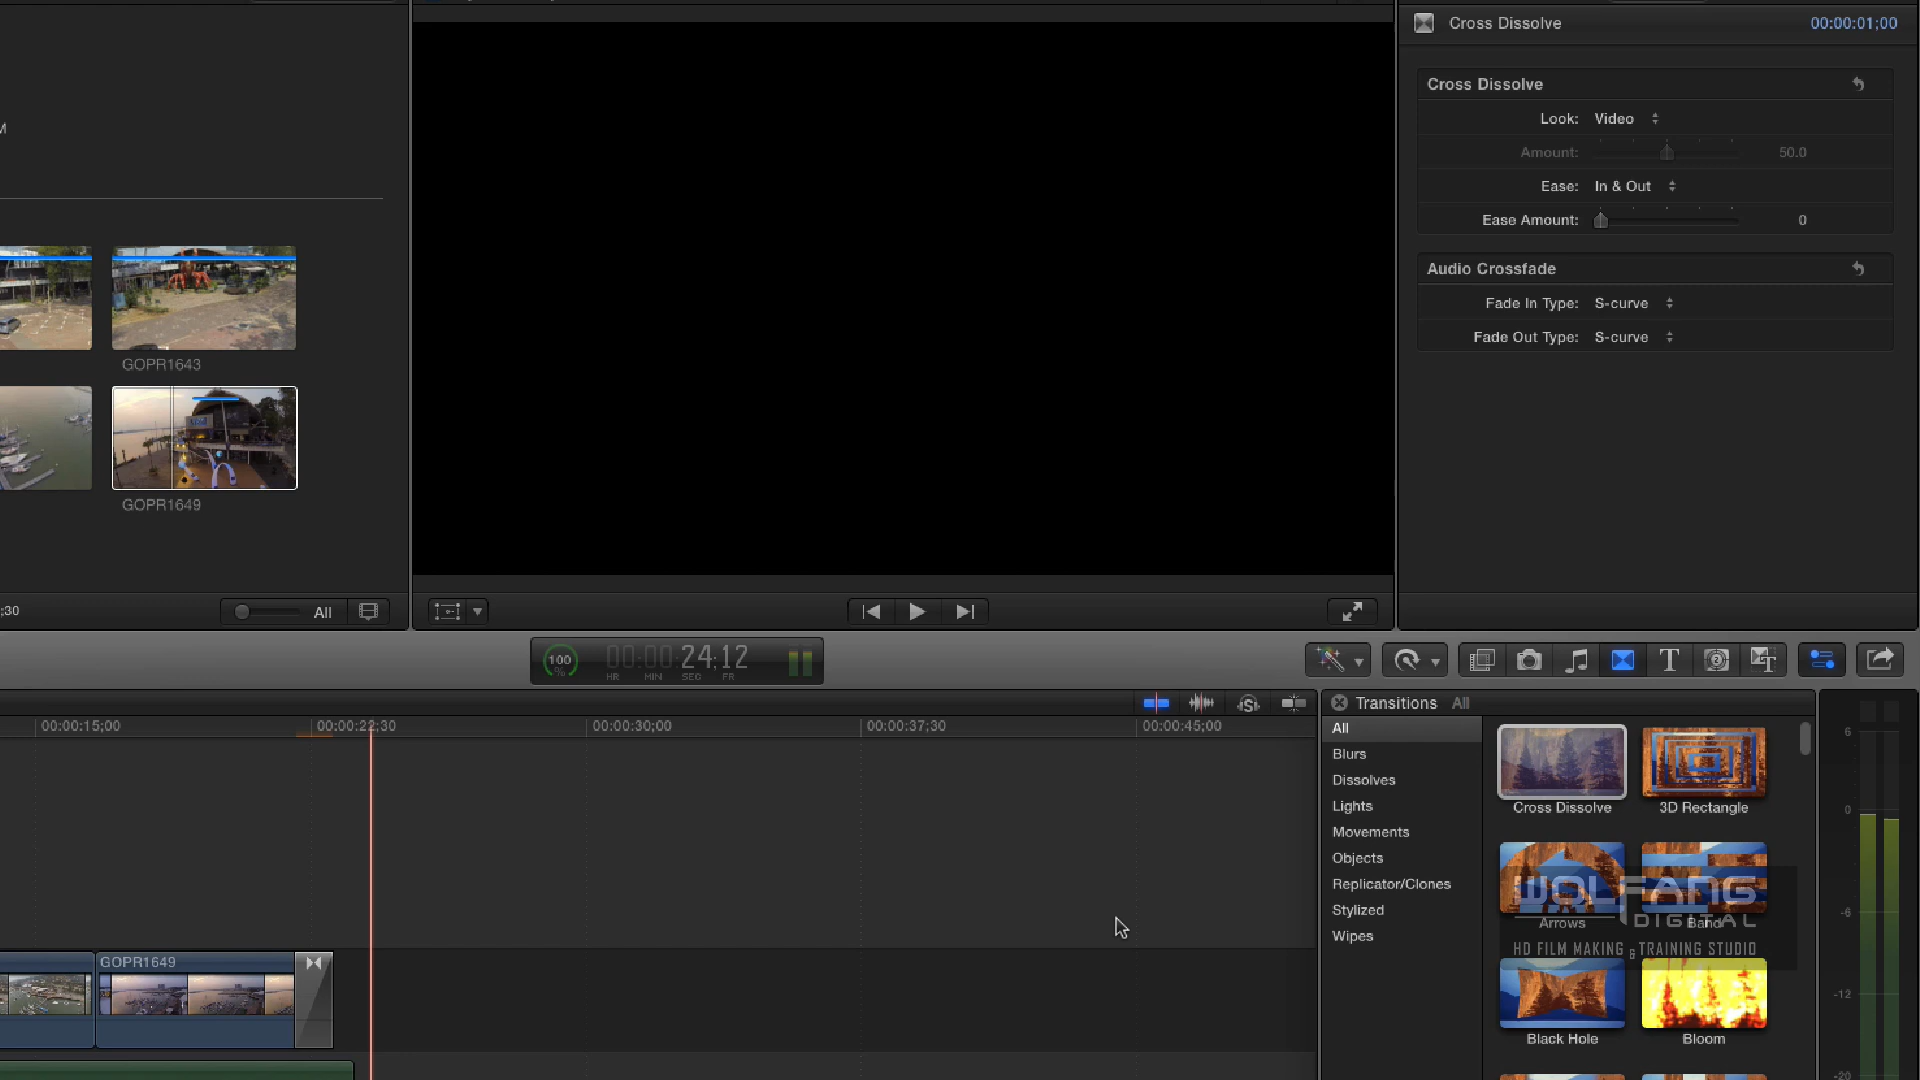 Cross Dissolve
00:00:01;00
Cross Dissolve
Look: Video
Amount: 50.0
Ease: In & Out
Ease Amount: 0
Audio Crossfade
Fade In Type: S-curve
Fade Out Type: S-curve
M
GOPR1643
GOPR1649
;30
All
100
%
00:00:24;12
HR MIN SEC FR
00:00:15;00
00:00:22;30
00:00:30;00
00:00:37;30
00:00:45;00
Transitions All
All
Blurs
Dissolves
Lights
Movements
Objects
Replicator/Clones
Stylized
Wipes
Cross Dissolve
3D Rectangle
Arrows
Band
WOLFANG
DIGITAL
HD FILM MAKING & TRAINING STUDIO
Black Hole
Bloom
6
0
-6
-12
-20
GOPR1649